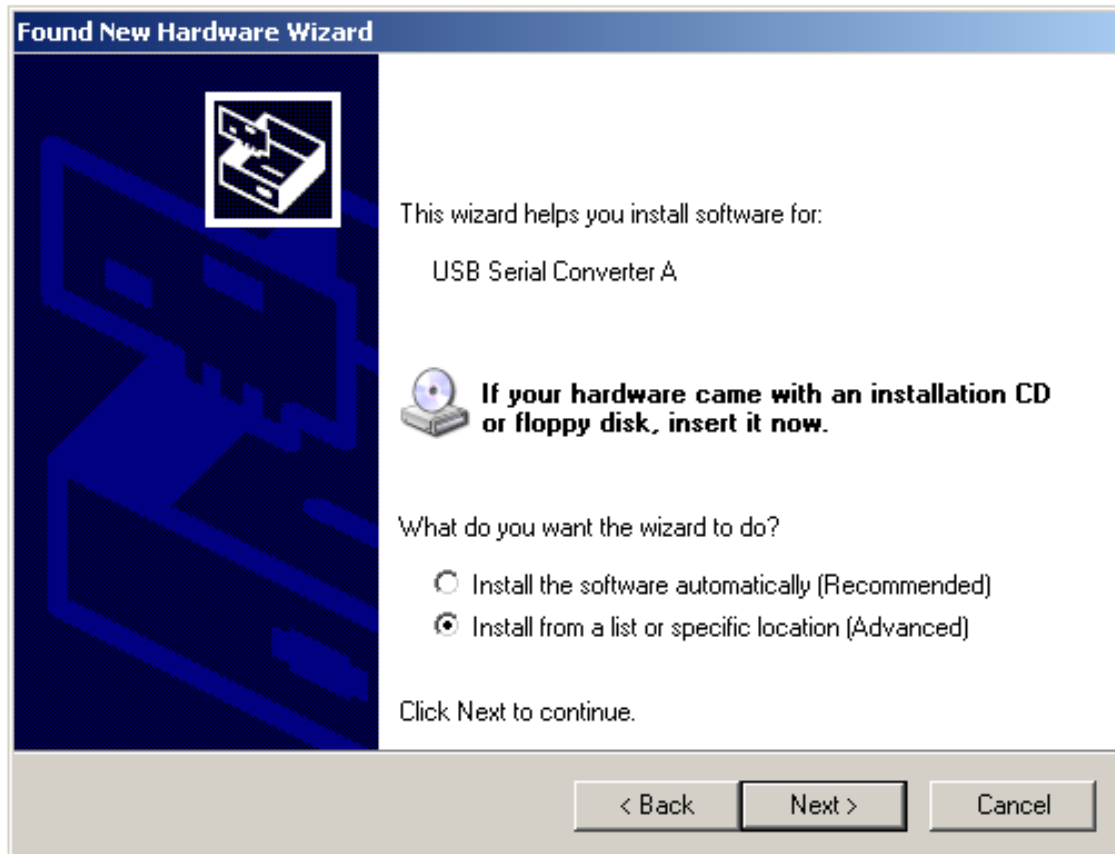 Found New Hardware Wizard
This wizard helps you install software for:
USB Serial Converter A
If your hardware came with an installation CD
or floppy disk, insert it now.
What do you want the wizard to do?
Install the software automatically (Recommended)
Install from a list or specific location (Advanced)
Click Next to continue.
< Back Next > Cancel